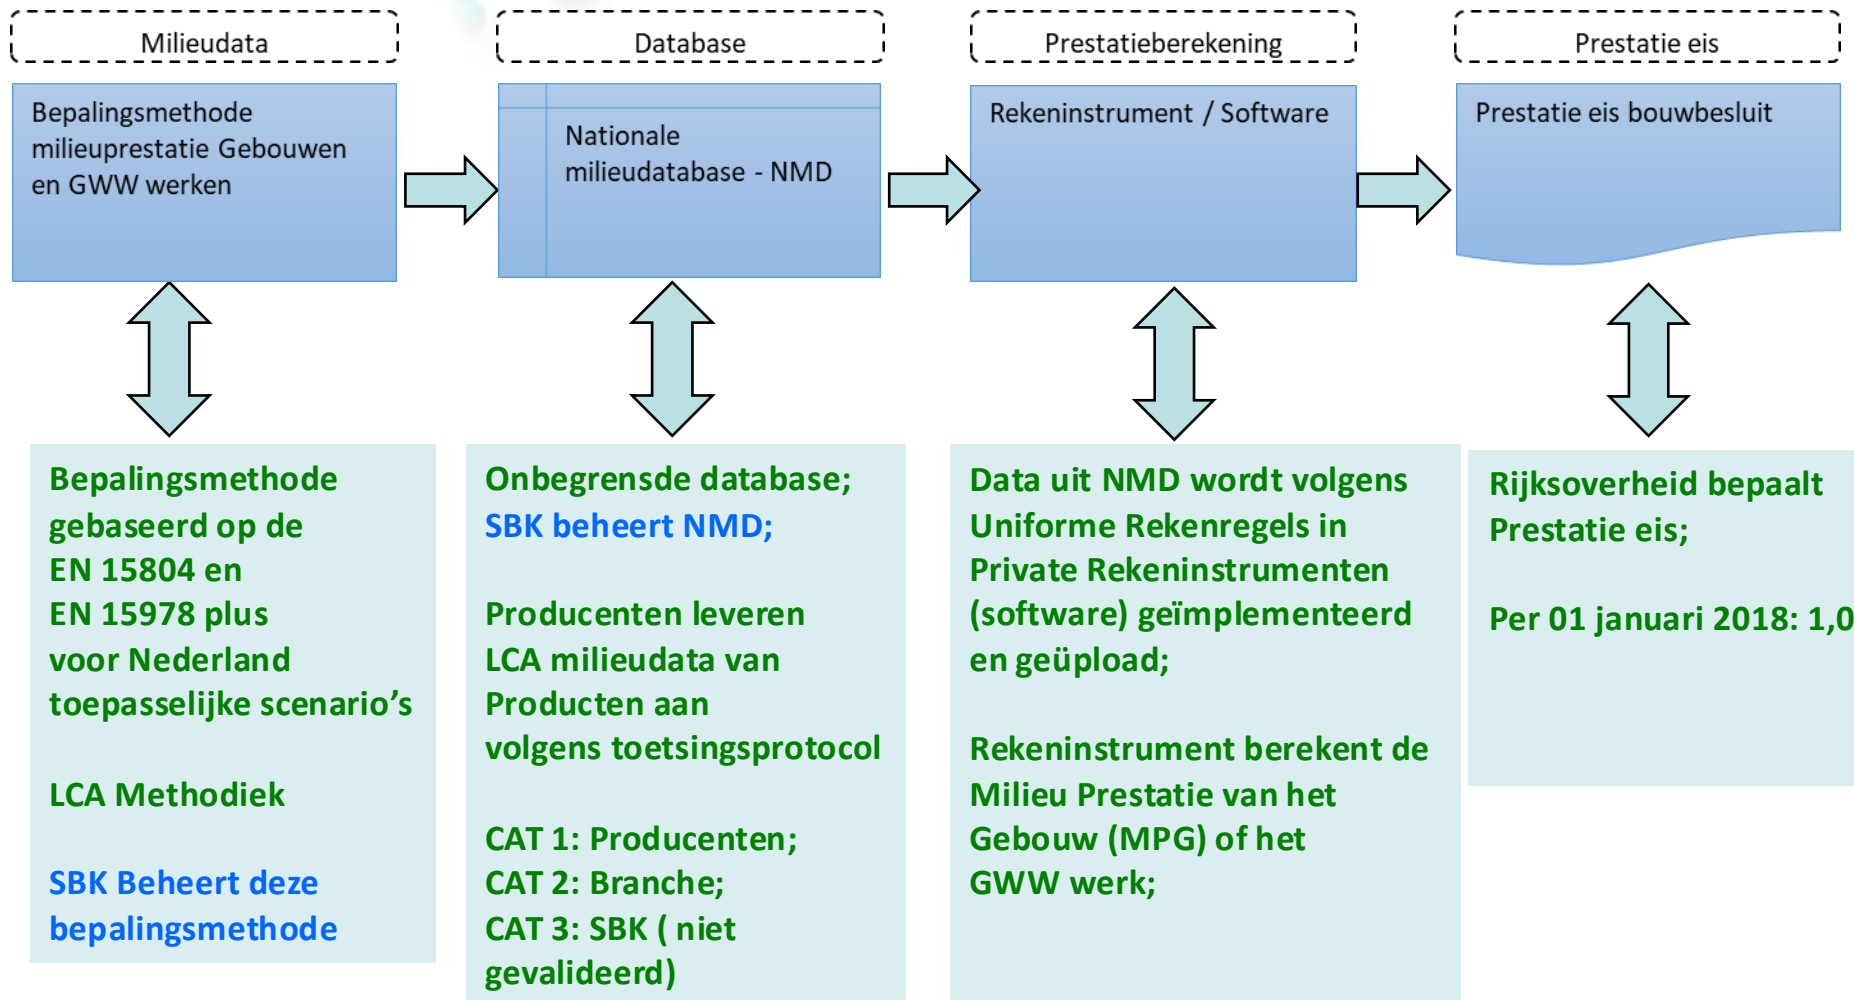 Milieudata
Database
Prestatieberekening
Prestatie eis
Bepalingsmethode
milieuprestatie Gebouwen
en GWW werken
Nationale
milieudatabase - NMD
Rekeninstrument / Software
Prestatie eis bouwbesluit
Bepalingsmethode
gebaseerd op de
EN 15804 en
EN 15978 plus
voor Nederland
toepasselijke scenario’s
LCA Methodiek
SBK Beheert deze
bepalingsmethode
Onbegrensde database;
SBK beheert NMD;
Producenten leveren
LCA milieudata van
Producten aan
volgens toetsingsprotocol
CAT 1: Producenten;
CAT 2: Branche;
CAT 3: SBK ( niet
gevalideerd)
Data uit NMD wordt volgens
Uniforme Rekenregels in
Private Rekeninstrumenten
(software) geïmplementeerd
en geüpload;
Rekeninstrument berekent de
Milieu Prestatie van het
Gebouw (MPG) of het
GWW werk;
Rijksoverheid bepaalt
Prestatie eis;
Per 01 januari 2018: 1,0